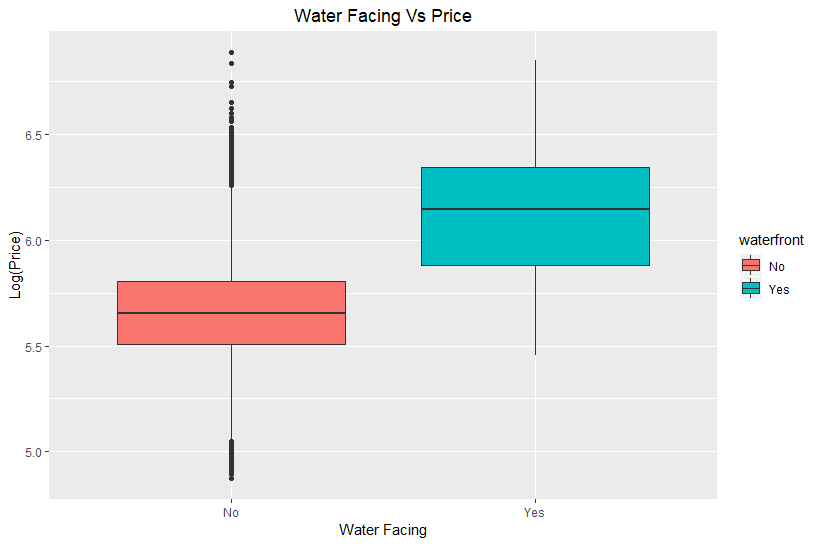 Water Facing Vs Price
Log(Price)
6.5
6.0
5.5
5.0
No
Yes
Water Facing
waterfront
No
Yes